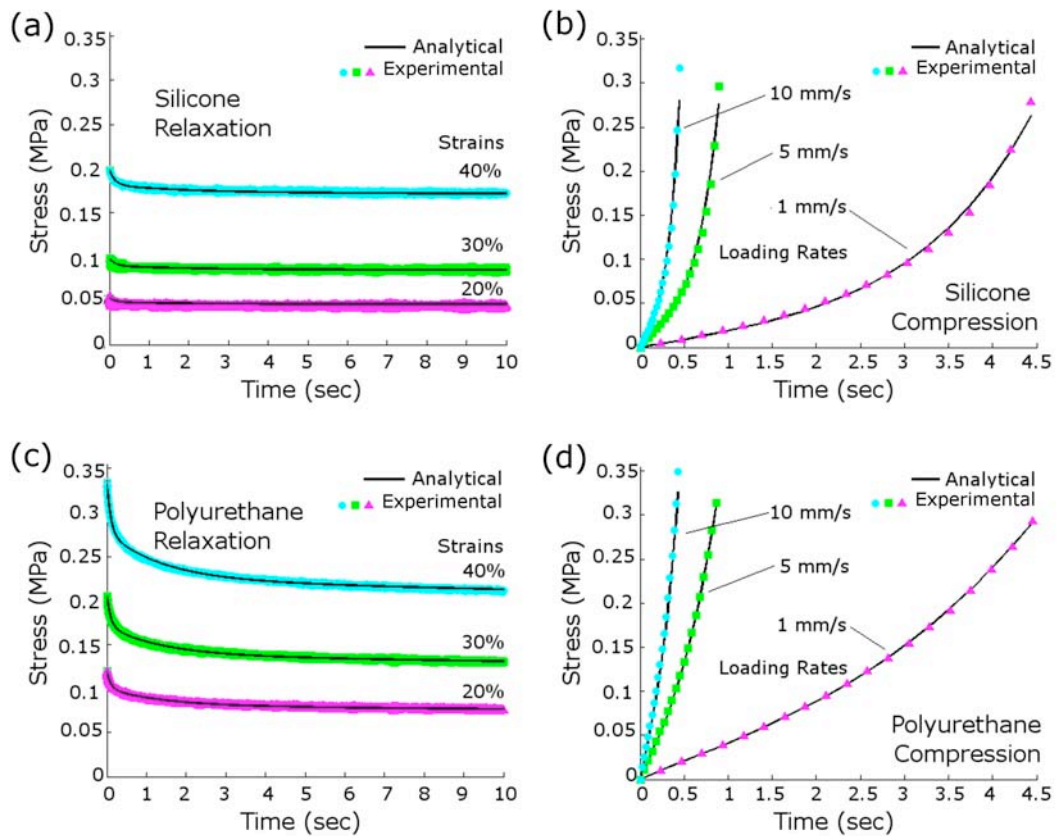 (a)
0.35
0.3
0.25
0.2
0.15
0.1
0.05
0
Stress (MPa)
Analytical
Experimental
Silicone
Relaxation
Strains
40%
30%
20%
0 1 2 3 4 5 6 7 8 9 10
Time (sec)
(b)
0.35
0.3
0.25
0.2
0.15
0.1
0.05
0
Stress (MPa)
Analytical
Experimental
10 mm/s
5 mm/s
1 mm/s
Loading Rates
Silicone
Compression
0 0.5 1 1.5 2 2.5 3 3.5 4 4.5
Time (sec)
(c)
0.35
0.3
0.25
0.2
0.15
0.1
0.05
0
Stress (MPa)
Analytical
Experimental
Polyurethane
Relaxation
Strains
40%
30%
20%
0 1 2 3 4 5 6 7 8 9 10
Time (sec)
(d)
0.35
0.3
0.25
0.2
0.15
0.1
0.05
0
Stress (MPa)
Analytical
Experimental
10 mm/s
5 mm/s
1 mm/s
Loading Rates
Polyurethane
Compression
0 0.5 1 1.5 2 2.5 3 3.5 4 4.5
Time (sec)